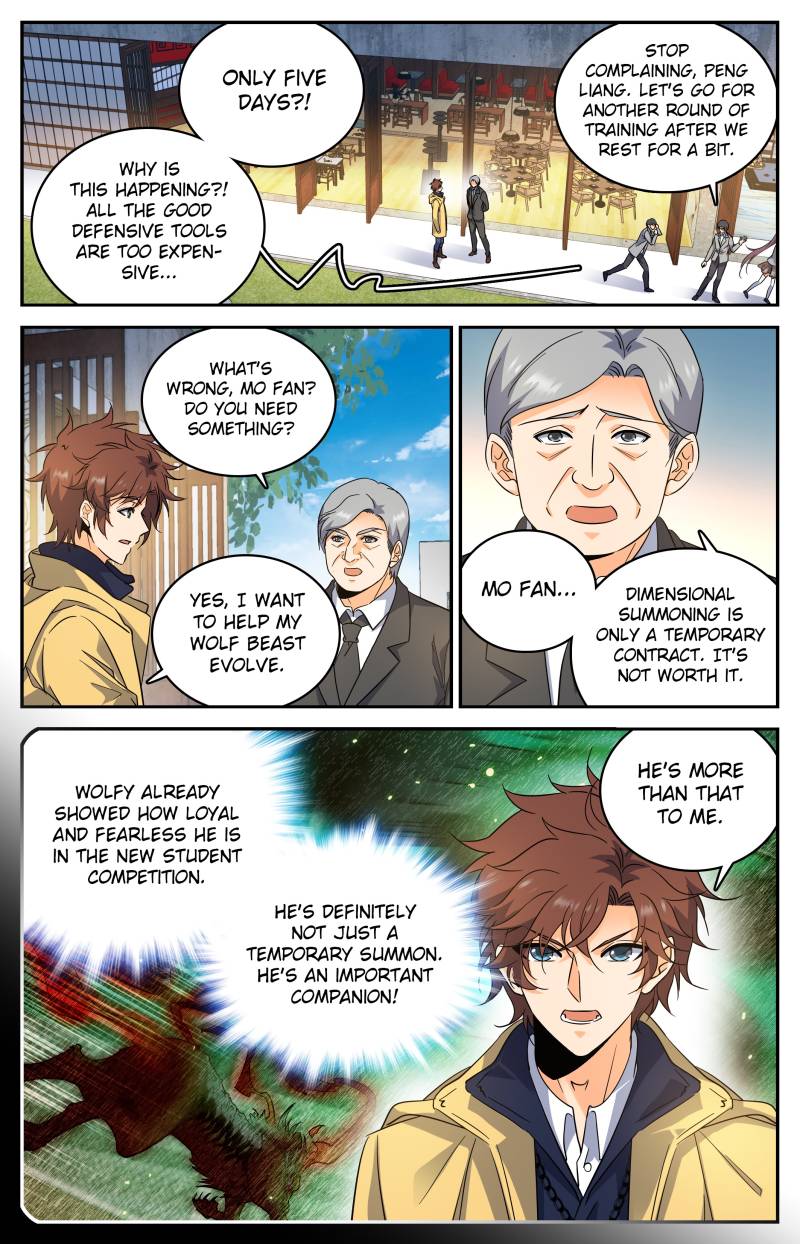 ONLY FIVE
DAYS?!
STOP
COMPLAINING, PENG
LIANG. LET'S GO FOR
ANOTHER ROUND OF
TRAINING AFTER WE
REST FOR A BIT.
WHY IS
THIS HAPPENING?!
ALL THE GOOD
DEFENSIVE TOOLS
ARE TOO EXPEN-
SIVE...
WHAT'S
WRONG, MO FAN?
DO YOU NEED
SOMETHING?
YES, I WANT
TO HELP MY
WOLF BEAST
EVOLVE.
MO FAN...
DIMENSIONAL
SUMMONING IS
ONLY A TEMPORARY
CONTRACT. IT'S
NOT WORTH IT.
HE'S MORE
THAN THAT
TO ME.
WOLFY ALREADY
SHOWED HOW LOYAL
AND FEARLESS HE IS
IN THE NEW STUDENT
COMPETITION.
HE'S DEFINITELY
NOT JUST A
TEMPORARY SUMMON.
HE'S AN IMPORTANT
COMPANION!